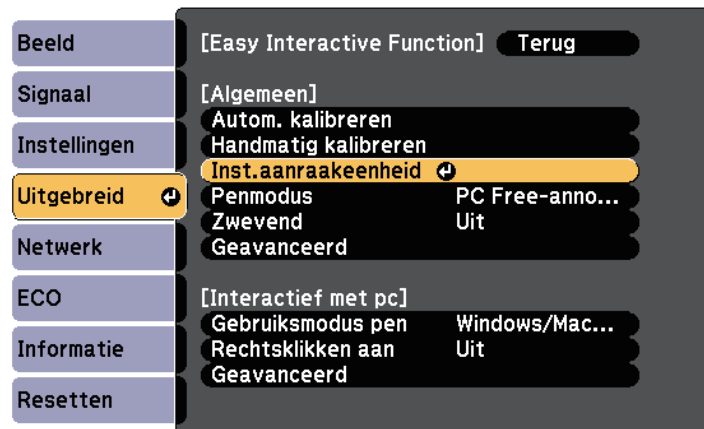 Beeld
Signaal
Instellingen
Uitgebreid
Netwerk
ECO
Informatie
Resetten
[Easy Interactive Function] Terug
[Algemeen]
Autom. kalibreren
Handmatig kalibreren
Inst.aanraakeenheid
Penmodus PC Free-anno...
Zwevend Uit
Geavanceerd
[Interactief met pc]
Gebruiksmodus pen Windows/Mac...
Rechtsklikken aan Uit
Geavanceerd